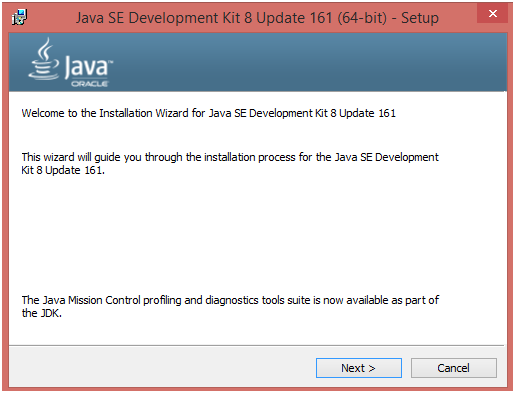 Java SE Development Kit 8 Update 161 (64-bit) - Setup
Java™
ORACLE
Welcome to the Installation Wizard for Java SE Development Kit 8 Update 161
This wizard will guide you through the installation process for the Java SE Development
Kit 8 Update 161.
The Java Mission Control profiling and diagnostics tools suite is now available as part of
the JDK.
Next >
Cancel